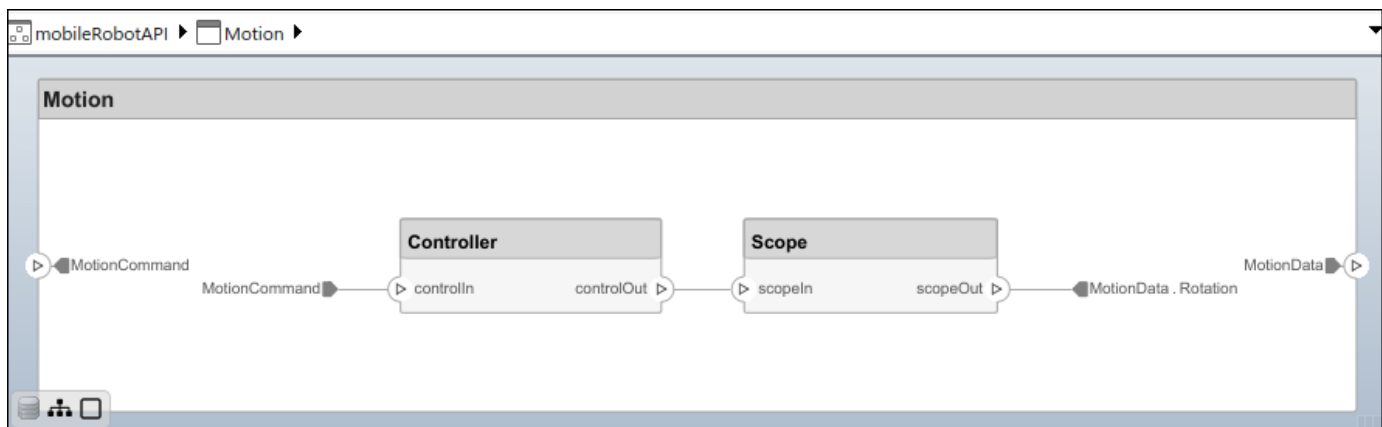 mobileRobotAPI Motion
Motion
Controller Scope
MotionCommand MotionData
MotionCommand controlIn controlOut scopeIn scopeOut MotionData . Rotation